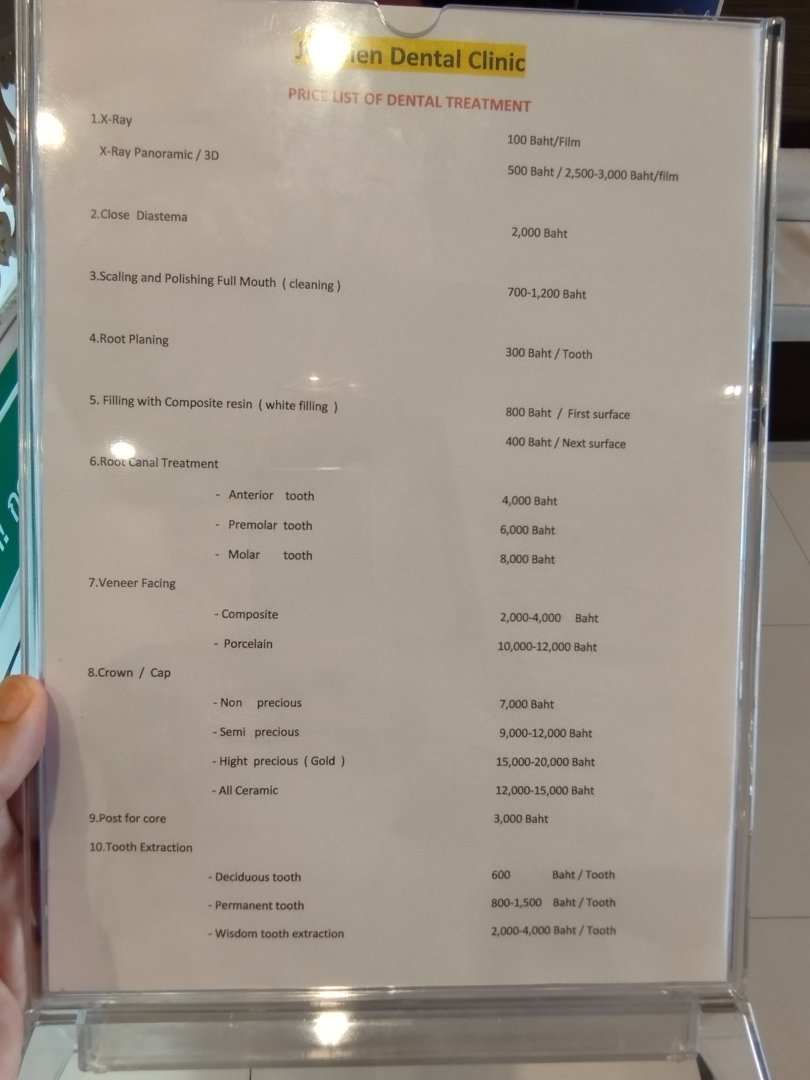 Dental Clinic
PRICE LIST OF DENTAL TREATMENT
1.X-Ray 100 Baht/Film
X-Ray Panoramic / 3D 500 Baht / 2,500-3,000 Baht/film
2.Close Diastema 2,000 Baht
3.Scaling and Polishing Full Mouth ( cleaning ) 700-1,200 Baht
4.Root Planing 300 Baht / Tooth
5. Filling with Composite resin ( white filling ) 800 Baht / First surface
400 Baht / Next surface
6.Root Canal Treatment
- Anterior tooth 4,000 Baht
- Premolar tooth 6,000 Baht
- Molar tooth 8,000 Baht
7.Veneer Facing
- Composite 2,000-4,000 Baht
- Porcelain 10,000-12,000 Baht
8.Crown / Cap
- Non precious 7,000 Baht
- Semi precious 9,000-12,000 Baht
- Hight precious ( Gold ) 15,000-20,000 Baht
- All Ceramic 12,000-15,000 Baht
9.Post for core 3,000 Baht
10.Tooth Extraction
- Deciduous tooth 600 Baht / Tooth
- Permanent tooth 800-1,500 Baht / Tooth
- Wisdom tooth extraction 2,000-4,000 Baht / Tooth